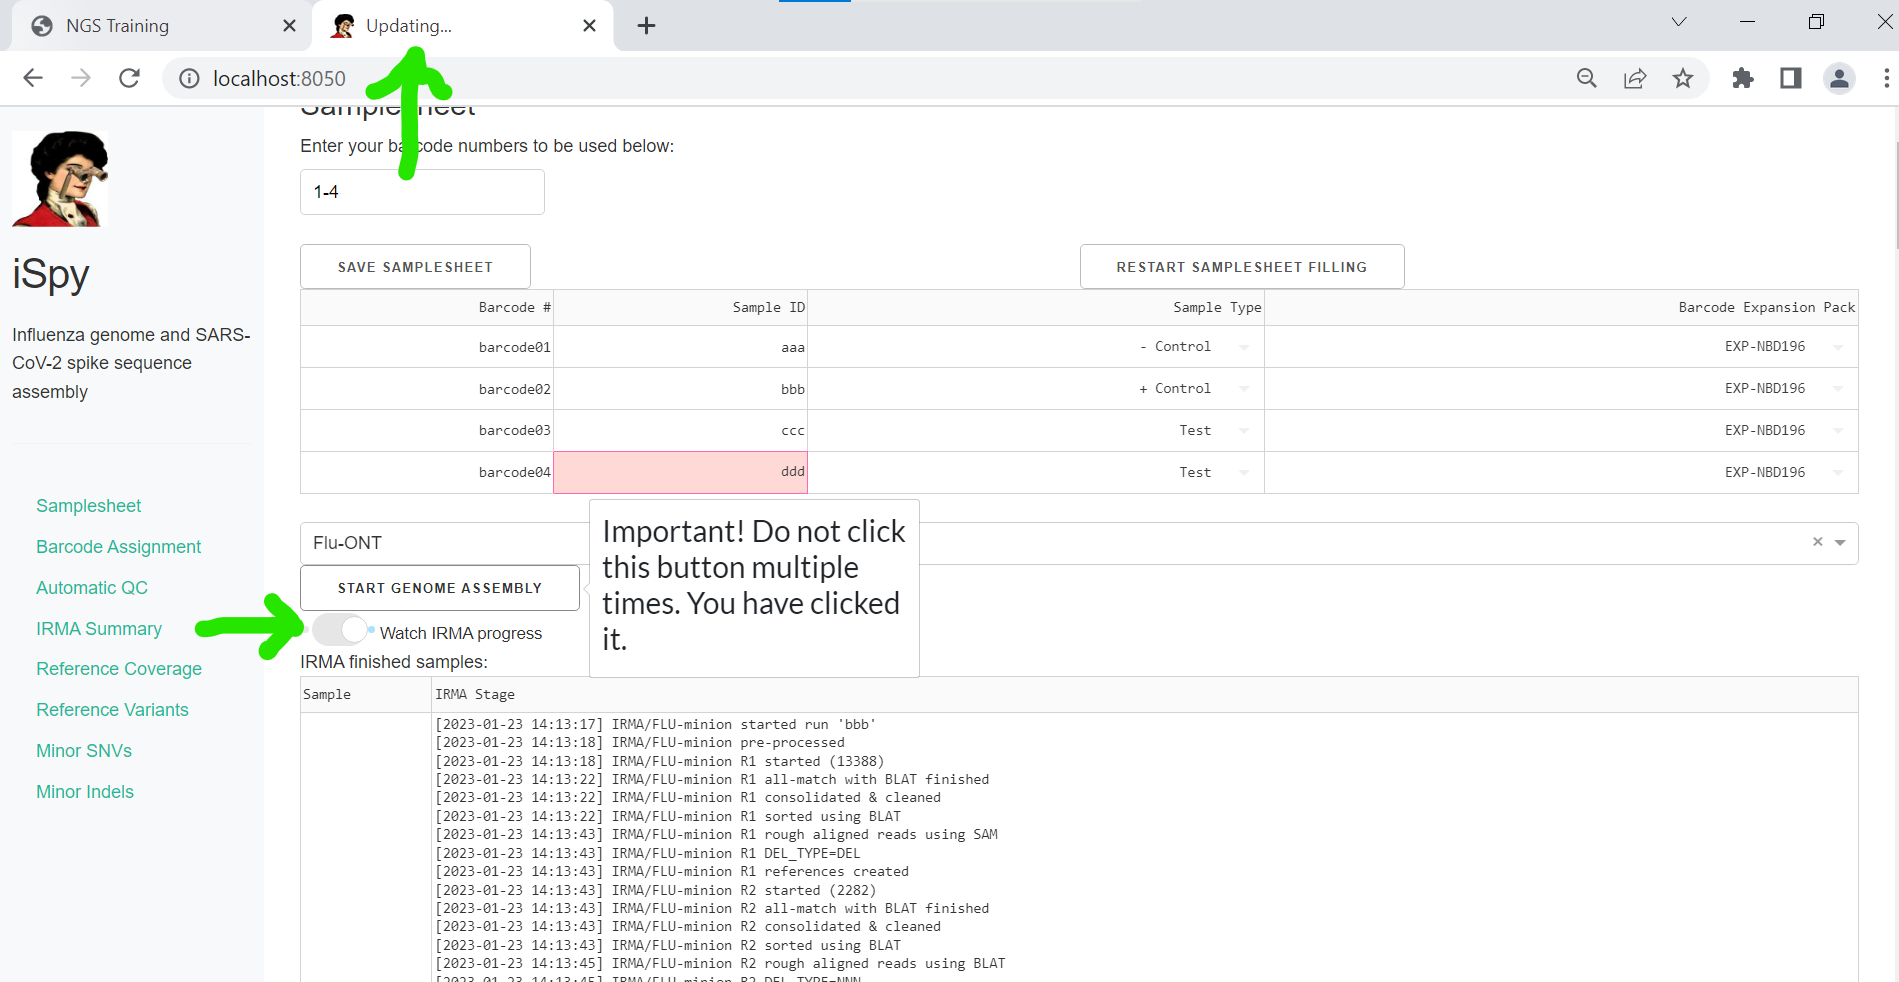 NGS Training
Updating...
localhost:8050
Samplesheet
Enter your barcode numbers to be used below:
1-4
SAVE SAMPLESHEET
RESTART SAMPLESHEET FILLING
Barcode # Sample ID Sample Type Barcode Expansion Pack
barcode01 aaa - Control EXP-NBD196
barcode02 bbb + Control EXP-NBD196
barcode03 ccc Test EXP-NBD196
barcode04 ddd Test EXP-NBD196
iSpy
Influenza genome and SARS-
CoV-2 spike sequence
assembly
Samplesheet
Barcode Assignment
Automatic QC
IRMA Summary
Reference Coverage
Reference Variants
Minor SNVs
Minor Indels
Flu-ONT
START GENOME ASSEMBLY
Important! Do not click
this button multiple
times. You have clicked
it.
Watch IRMA progress
IRMA finished samples:
Sample IRMA Stage
[2023-01-23 14:13:17] IRMA/FLU-minion started run 'bbb'
[2023-01-23 14:13:18] IRMA/FLU-minion pre-processed
[2023-01-23 14:13:18] IRMA/FLU-minion R1 started (13388)
[2023-01-23 14:13:22] IRMA/FLU-minion R1 all-match with BLAT finished
[2023-01-23 14:13:22] IRMA/FLU-minion R1 consolidated & cleaned
[2023-01-23 14:13:22] IRMA/FLU-minion R1 sorted using BLAT
[2023-01-23 14:13:43] IRMA/FLU-minion R1 rough aligned reads using SAM
[2023-01-23 14:13:43] IRMA/FLU-minion R1 DEL_TYPE=DEL
[2023-01-23 14:13:43] IRMA/FLU-minion R1 references created
[2023-01-23 14:13:43] IRMA/FLU-minion R2 started (2282)
[2023-01-23 14:13:43] IRMA/FLU-minion R2 all-match with BLAT finished
[2023-01-23 14:13:43] IRMA/FLU-minion R2 consolidated & cleaned
[2023-01-23 14:13:43] IRMA/FLU-minion R2 sorted using BLAT
[2023-01-23 14:13:45] IRMA/FLU-minion R2 rough aligned reads using BLAT
[2023-01-23 14:13:45] IRMA/FLU-minion R2 DEL_TYPE=NNN